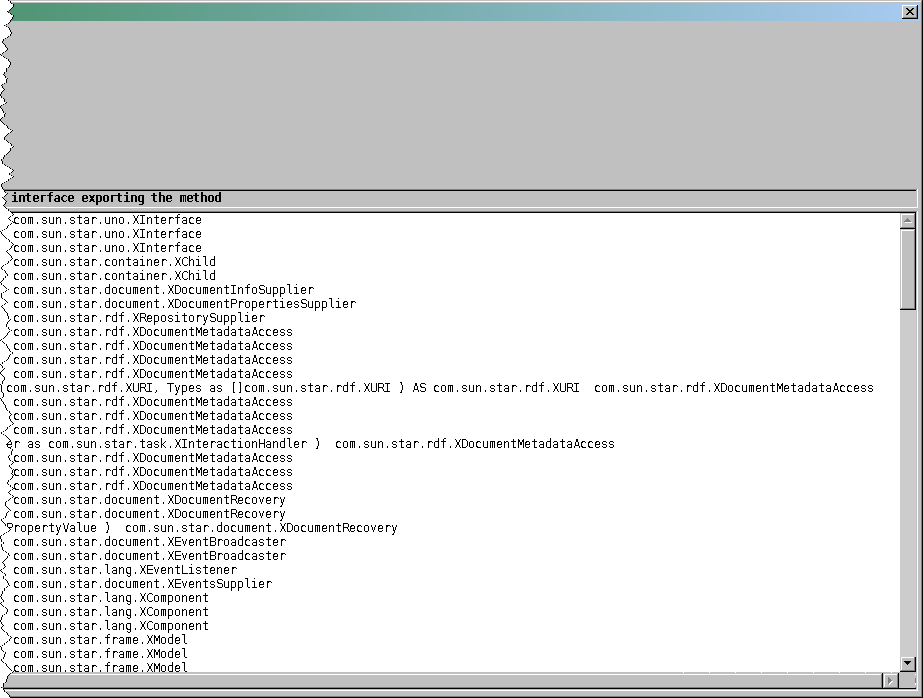 interface exporting the method
com.sun.star.uno.XInterface
com.sun.star.uno.XInterface
com.sun.star.uno.XInterface
com.sun.star.container.XChild
com.sun.star.container.XChild
com.sun.star.document.XDocumentInfoSupplier
com.sun.star.document.XDocumentPropertiesSupplier
com.sun.star.rdf.XRepositorySupplier
com.sun.star.rdf.XDocumentMetadataAccess
com.sun.star.rdf.XDocumentMetadataAccess
com.sun.star.rdf.XDocumentMetadataAccess
com.sun.star.rdf.XDocumentMetadataAccess
com.sun.star.rdf.XURI, Types as []com.sun.star.rdf.XURI ) AS com.sun.star.rdf.XURI  com.sun.star.rdf.XDocumentMetadataAccess
com.sun.star.rdf.XDocumentMetadataAccess
com.sun.star.rdf.XDocumentMetadataAccess
com.sun.star.rdf.XDocumentMetadataAccess
er as com.sun.star.task.XInteractionHandler )  com.sun.star.rdf.XDocumentMetadataAccess
com.sun.star.rdf.XDocumentMetadataAccess
com.sun.star.rdf.XDocumentMetadataAccess
com.sun.star.rdf.XDocumentMetadataAccess
com.sun.star.document.XDocumentRecovery
com.sun.star.document.XDocumentRecovery
PropertyValue )  com.sun.star.document.XDocumentRecovery
com.sun.star.document.XEventBroadcaster
com.sun.star.document.XEventBroadcaster
com.sun.star.lang.XEventListener
com.sun.star.document.XEventsSupplier
com.sun.star.lang.XComponent
com.sun.star.lang.XComponent
com.sun.star.lang.XComponent
com.sun.star.frame.XModel
com.sun.star.frame.XModel
com.sun.star.frame.XModel